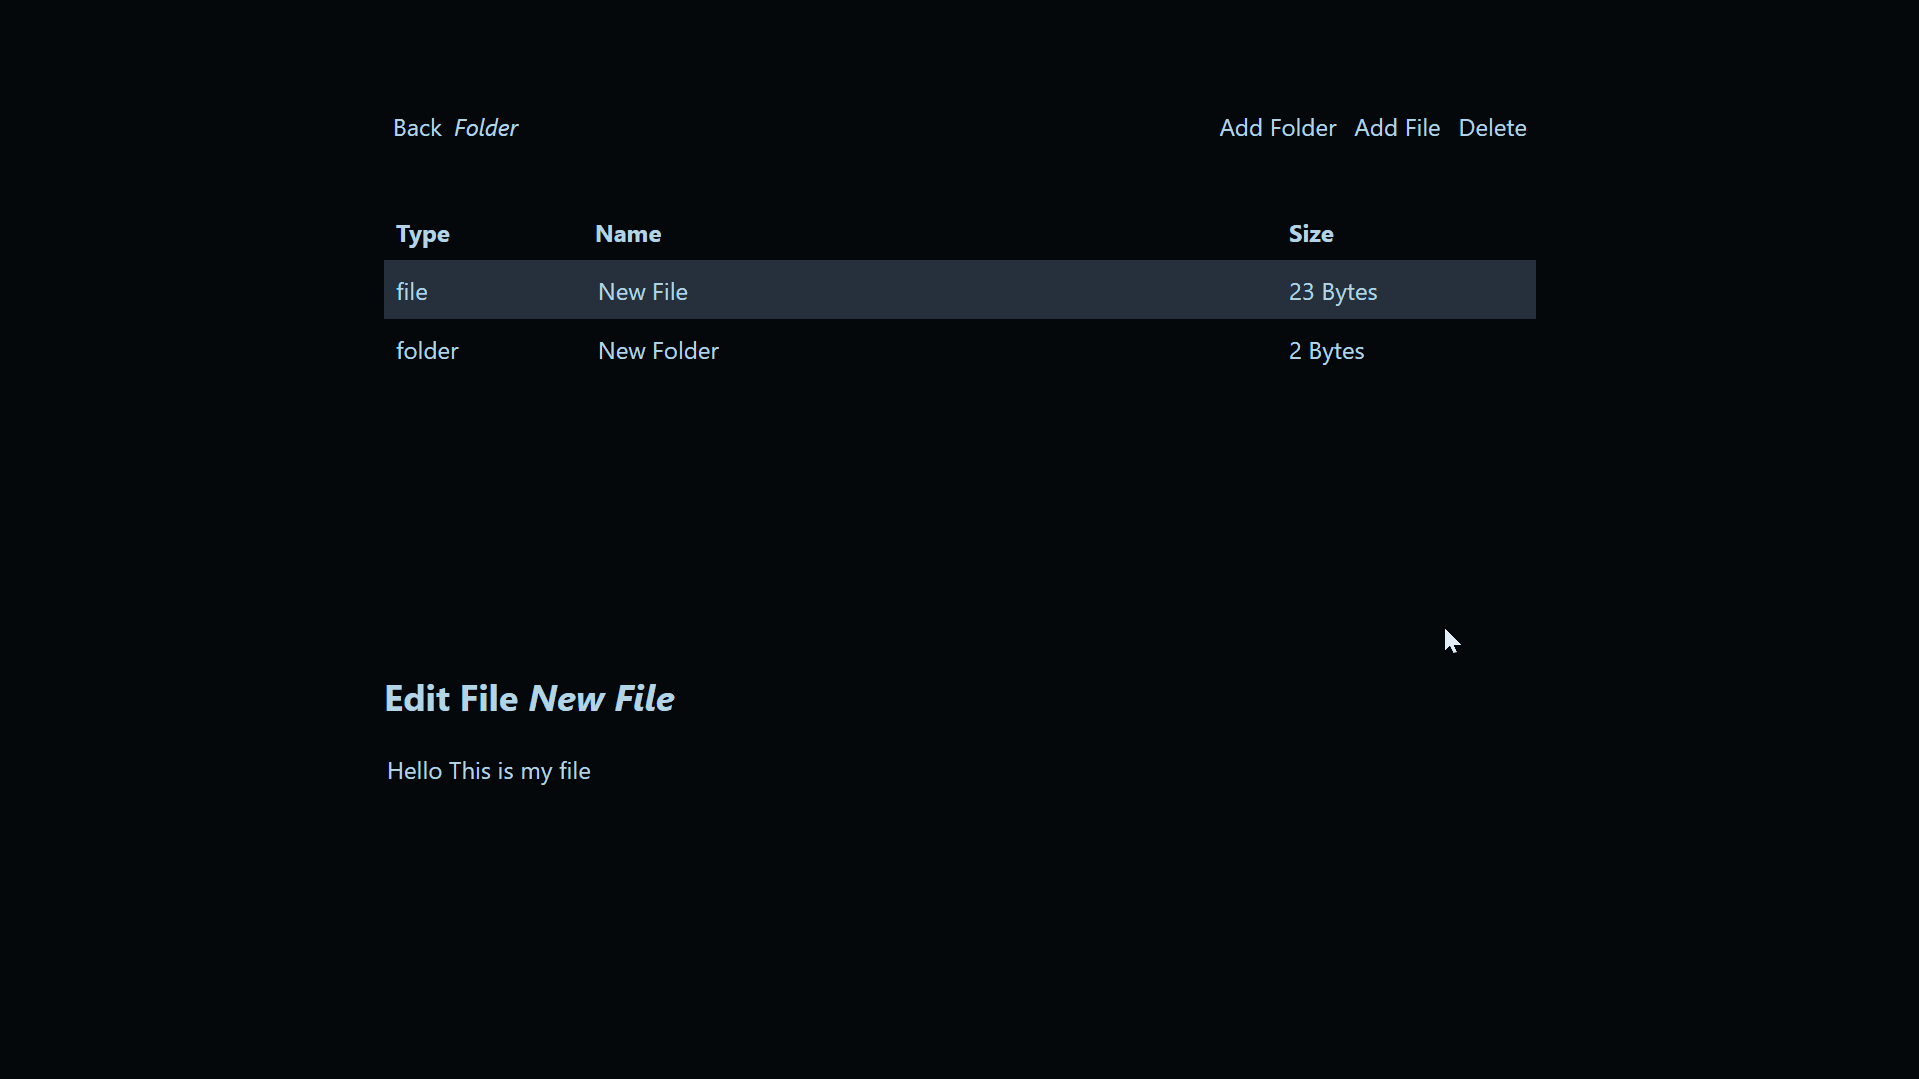 Back Folder Add Folder Add File Delete
Type Name Size
file New File 23 Bytes
folder New Folder 2 Bytes
Edit File New File
Hello This is my file